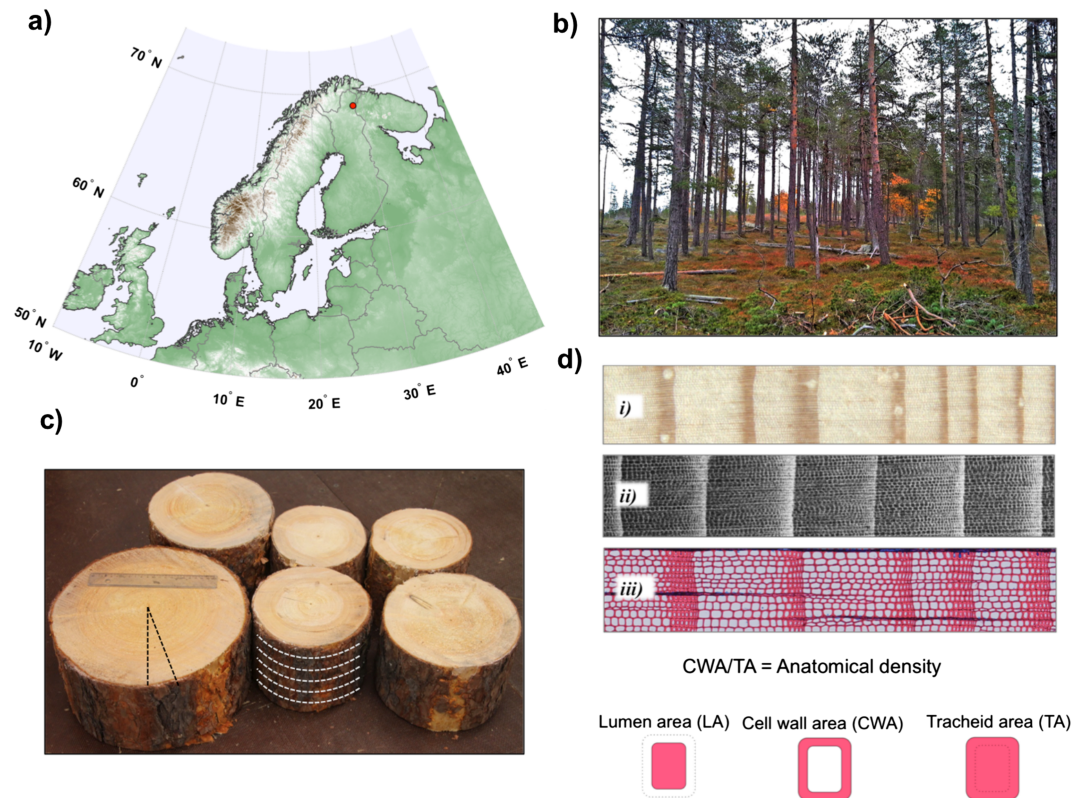 a)
70° N
60° N
50° N
10° W
0°
10° E
20° E
30° E
40° E
b)
c)
d)
i)
ii)
iii)
CWA/TA = Anatomical density
Lumen area (LA)
Cell wall area (CWA)
Tracheid area (TA)